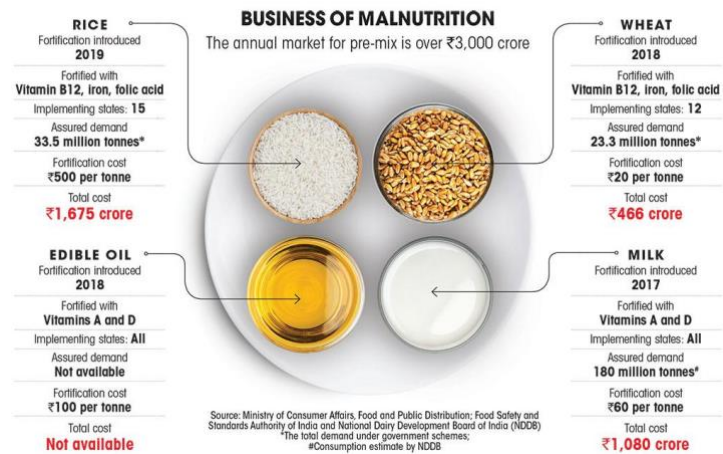 BUSINESS OF MALNUTRITION
The annual market for pre-mix is over ₹3,000 crore
RICE
Fortification introduced
2019
Fortified with
Vitamin B12, iron, folic acid
Implementing states: 15
Assured demand
33.5 million tonnes*
Fortification cost
₹500 per tonne
Total cost
₹1,675 crore
WHEAT
Fortification introduced
2018
Fortified with
Vitamin B12, iron, folic acid
Implementing states: 12
Assured demand
23.3 million tonnes*
Fortification cost
₹20 per tonne
Total cost
₹466 crore
EDIBLE OIL
Fortification introduced
2018
Fortified with
Vitamins A and D
Implementing states: All
Assured demand
Not available
Fortification cost
₹100 per tonne
Total cost
Not available
MILK
Fortification introduced
2017
Fortified with
Vitamins A and D
Implementing states: All
Assured demand
180 million tonnes#
Fortification cost
₹60 per tonne
Total cost
₹1,080 crore
Source: Ministry of Consumer Affairs, Food and Public Distribution; Food Safety and
Standards Authority of India and National Dairy Development Board of India (NDDB)
*The total demand under government schemes;
#Consumption estimate by NDDB